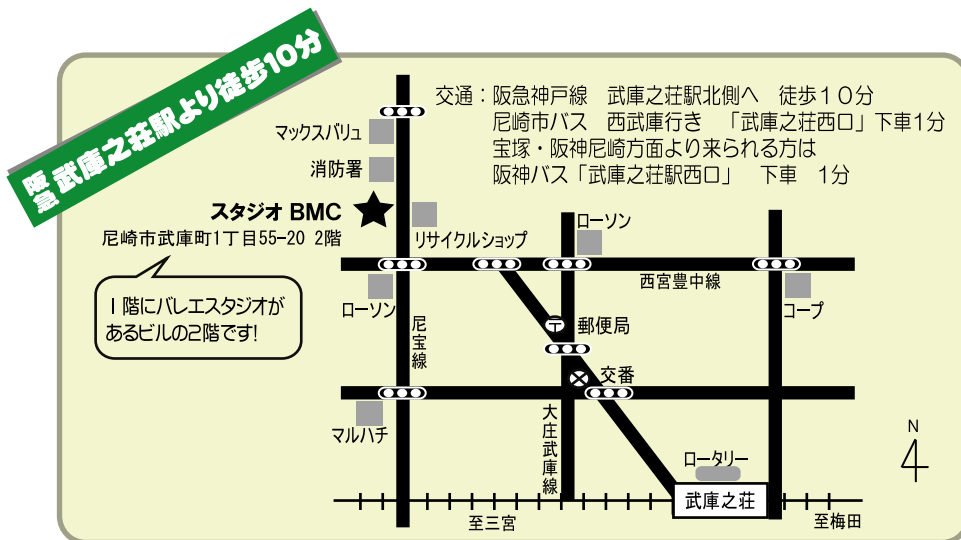 阪急 武庫之荘駅より徒歩10分
交通：阪急神戸線　武庫之荘駅北側へ　徒歩１０分
尼崎市バス　西武庫行き　「武庫之荘西口」下車1分
宝塚・阪神尼崎方面より来られる方は
阪神バス「武庫之荘駅西口」　下車　1分
マックスバリュ
消防署
スタジオ BMC
尼崎市武庫町1丁目55-20 2階
リサイクルショップ
ローソン
西宮豊中線
1階にバレエスタジオが
あるビルの2階です!
ローソン
コープ
尼宝線
〒
郵便局
交番
マルハチ
大庄武庫線
N
ロータリー
武庫之荘
至三宮
至梅田